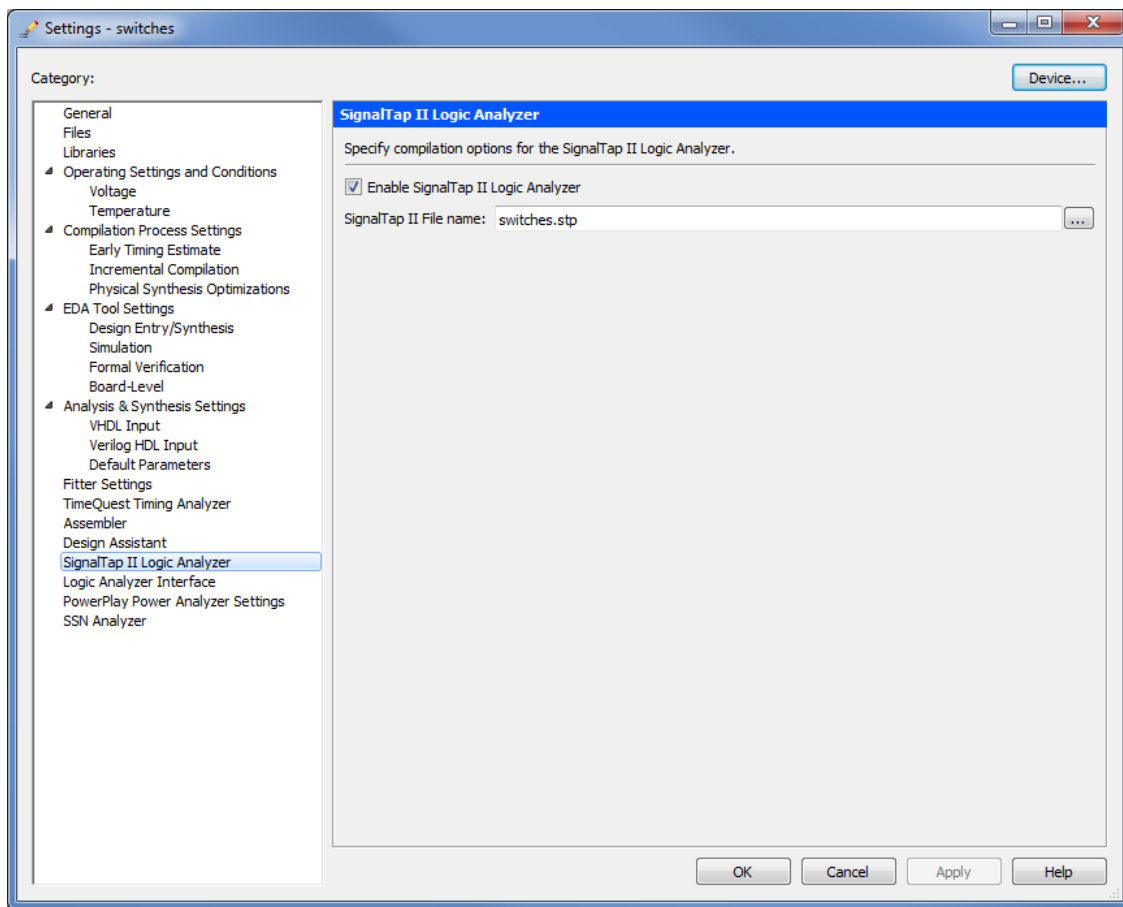 Settings - switches
Category:
Device...
General
Files
Libraries
Operating Settings and Conditions
Voltage
Temperature
Compilation Process Settings
Early Timing Estimate
Incremental Compilation
Physical Synthesis Optimizations
EDA Tool Settings
Design Entry/Synthesis
Simulation
Formal Verification
Board-Level
Analysis & Synthesis Settings
VHDL Input
Verilog HDL Input
Default Parameters
Fitter Settings
TimeQuest Timing Analyzer
Assembler
Design Assistant
SignalTap II Logic Analyzer
Logic Analyzer Interface
PowerPlay Power Analyzer Settings
SSN Analyzer
SignalTap II Logic Analyzer
Specify compilation options for the SignalTap II Logic Analyzer.
Enable SignalTap II Logic Analyzer
SignalTap II File name: switches.stp ...
OK Cancel Apply Help